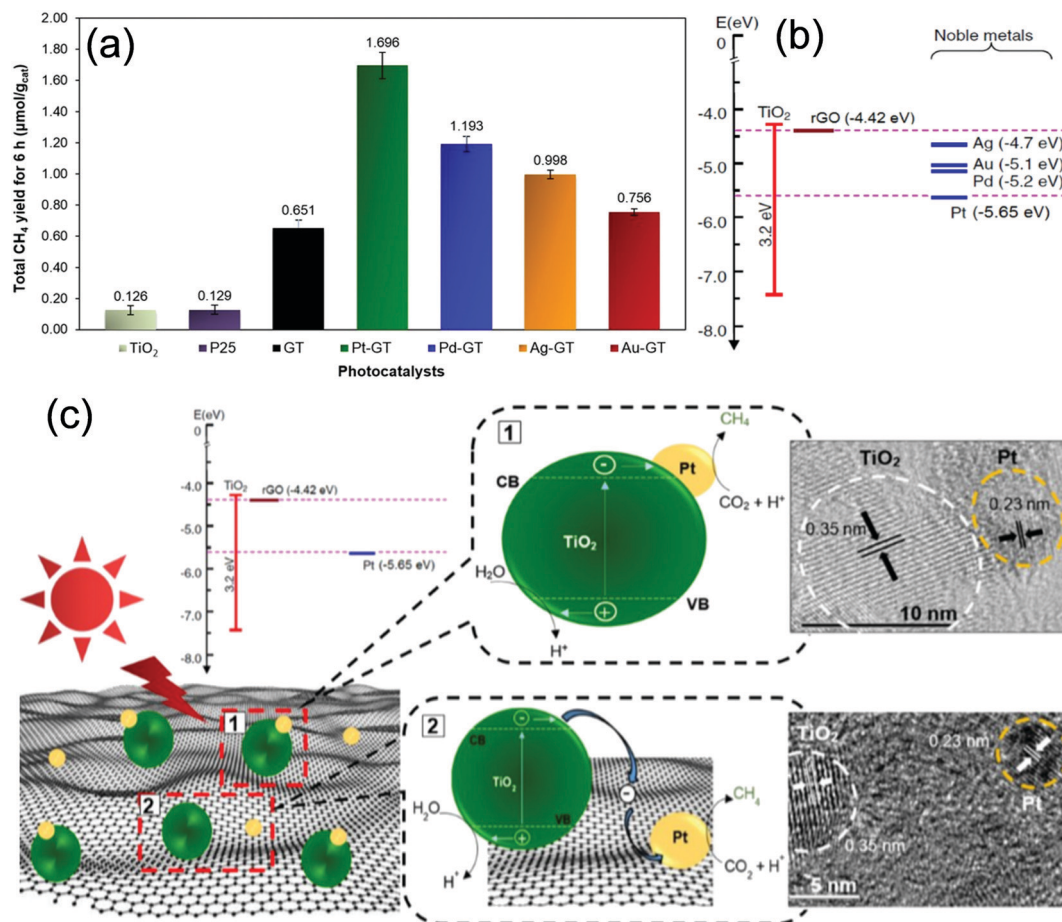 (a)
Total CH₄ yield for 6 h (µmol/g_cat)
2.00
1.80
1.60
1.40
1.20
1.00
0.80
0.60
0.40
0.20
0.00
0.126
0.129
0.651
1.696
1.193
0.998
0.756
TiO₂
P25
GT
Pt-GT
Pd-GT
Ag-GT
Au-GT
Photocatalysts
(b)
E(eV)
0
-4.0
-5.0
-6.0
-7.0
-8.0
Noble metals
TiO₂
rGO (-4.42 eV)
Ag (-4.7 eV)
Au (-5.1 eV)
Pd (-5.2 eV)
Pt (-5.65 eV)
3.2 eV
(c)
E(eV)
0
-4.0
-5.0
-6.0
-7.0
-8.0
TiO₂
rGO (-4.42 eV)
Pt (-5.65 eV)
3.2 eV
1
2
1
CH₄
Pt
CB
CO₂ + H⁺
TiO₂
H₂O
VB
H⁺
TiO₂
Pt
0.23 nm
0.35 nm
10 nm
2
CB
TiO₂
CH₄
H₂O
VB
Pt
CO₂ + H⁺
H⁺
TiO₂
0.23 nm
Pt
0.35 nm
5 nm